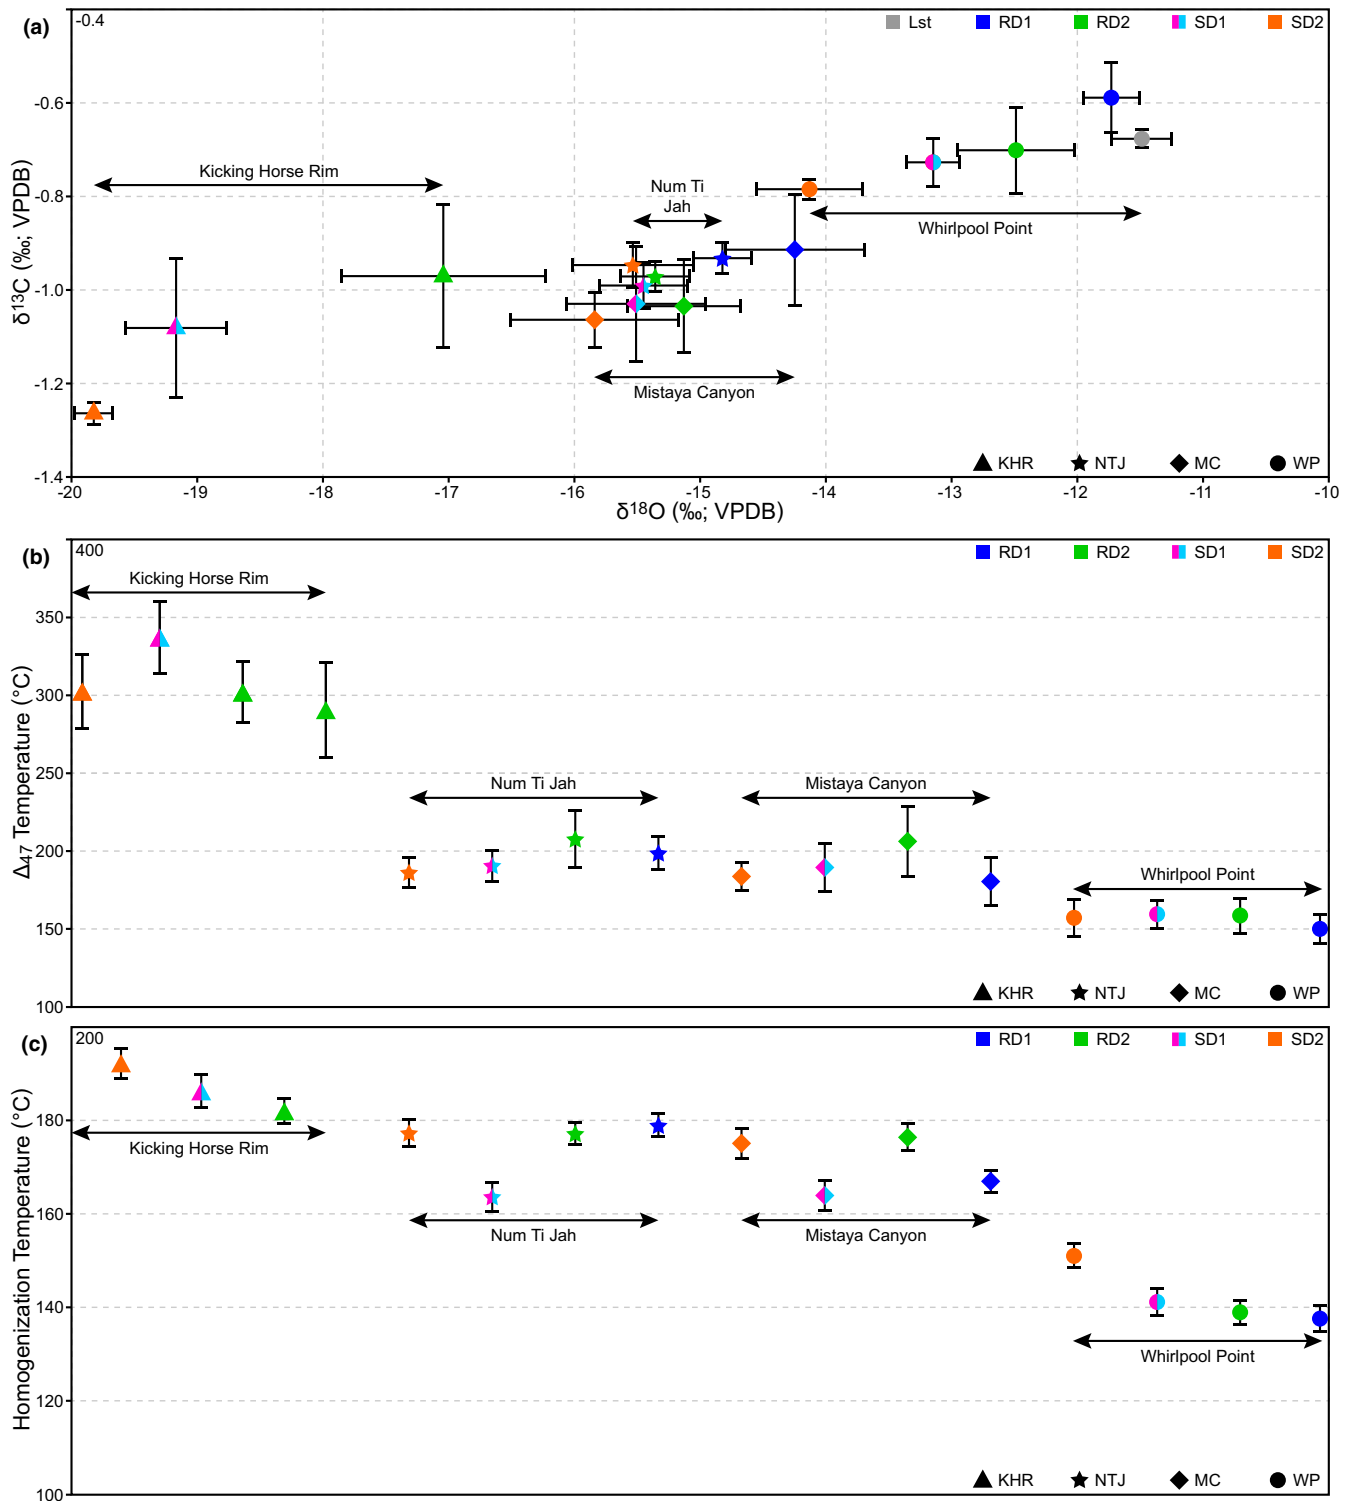 (a)
-0.4
Lst
RD1
RD2
SD1
SD2
-0.6
Kicking Horse Rim
Num Ti
Jah
-0.8
Whirlpool Point
δ13C (‰; VPDB)
-1.0
-1.2
Mistaya Canyon
KHR
NTJ
MC
WP
-1.4
-20
-19
-18
-17
-16
-15
-14
-13
-12
-11
-10
δ18O (‰; VPDB)
(b)
400
RD1
RD2
SD1
SD2
Kicking Horse Rim
350
300
Δ47 Temperature (°C)
250
Num Ti Jah
Mistaya Canyon
200
Whirlpool Point
150
KHR
NTJ
MC
WP
100
(c)
200
RD1
RD2
SD1
SD2
180
Kicking Horse Rim
Homogenization Temperature (°C)
160
Num Ti Jah
Mistaya Canyon
140
Whirlpool Point
120
KHR
NTJ
MC
WP
100